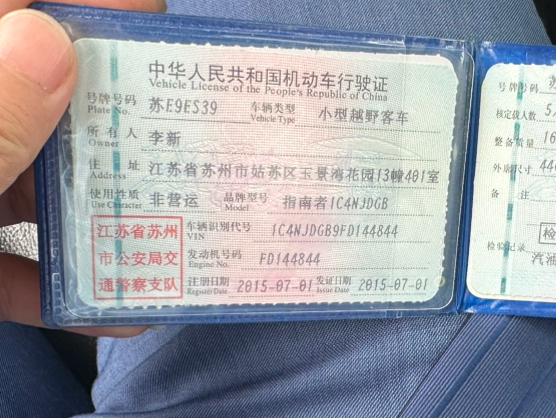 中华人民共和国机动车行驶证
Vehicle License of the People's Republic of China
号牌号码 苏E9ES39 车辆类型 小型越野客车
Plate No. Vehicle Type
所有人 李新
Owner
住址 江苏省苏州市姑苏区玉景湾花园13幢401室
Address
使用性质 非营运 品牌型号 指南者1C4NJDGB
Use Character Model
江苏省苏州
市公安局交
通警察支队
车辆识别代号 1C4NJDGB9FD144844
VIN
发动机号码 FD144844
Engine No.
注册日期 2015-07-01 发证日期 2015-07-01
Register Date Issue Date
号牌号码
核定载人数
整备质量
外廓尺寸
备注
检验记录
汽油